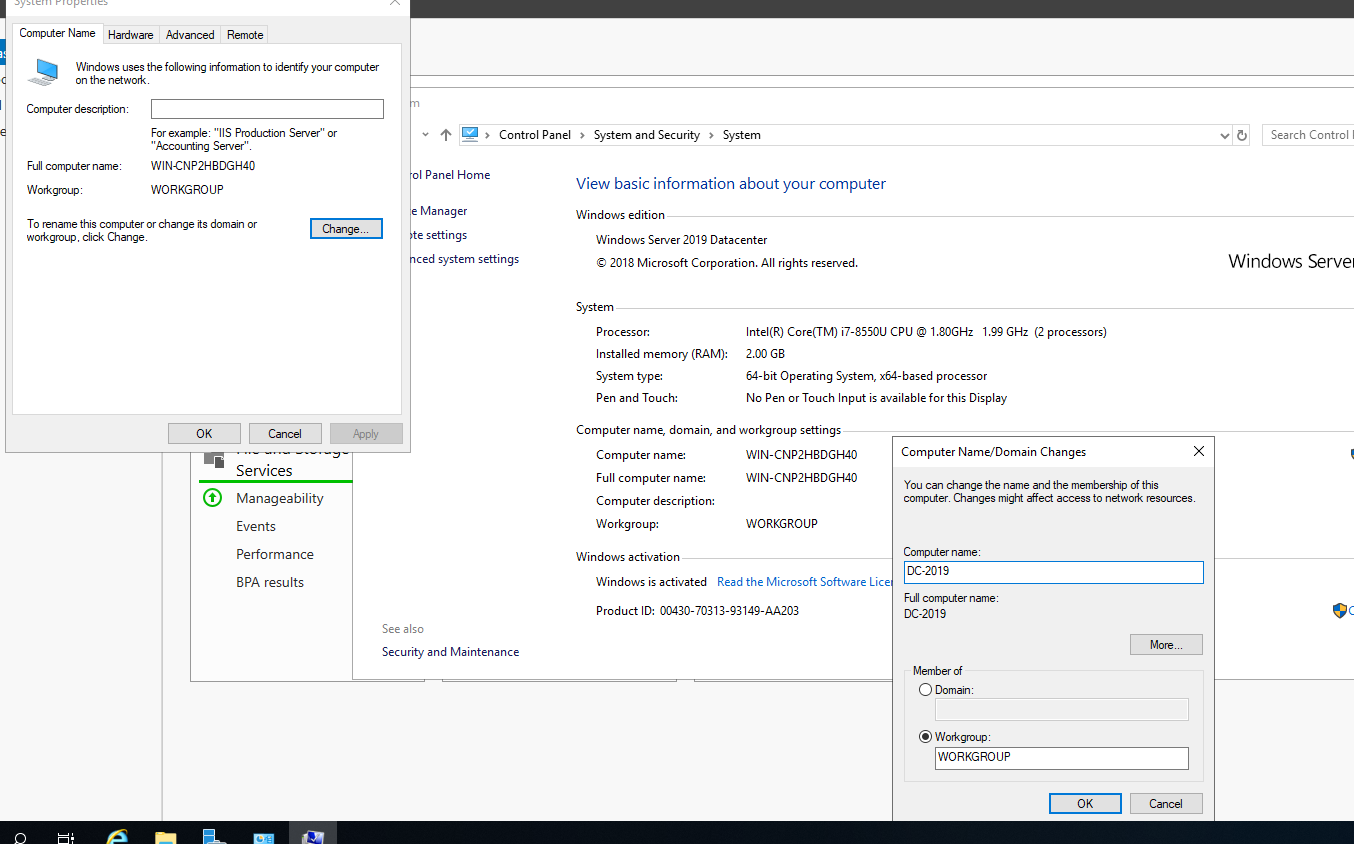 System Properties
Computer Name
Hardware
Advanced
Remote
Windows uses the following information to identify your computer
on the network.
Computer description:
For example: "IIS Production Server" or
"Accounting Server".
Full computer name:
WIN-CNP2HBDGH40
Workgroup:
WORKGROUP
To rename this computer or change its domain or
workgroup, click Change.
Change...
OK
Cancel
Apply
Control Panel
System and Security
System
Search Control
rol Panel Home
e Manager
ote settings
nced system settings
See also
Security and Maintenance
View basic information about your computer
Windows edition
Windows Server 2019 Datacenter
© 2018 Microsoft Corporation. All rights reserved.
Windows Server
System
Processor:
Intel(R) Core(TM) i7-8550U CPU @ 1.80GHz 1.99 GHz (2 processors)
Installed memory (RAM):
2.00 GB
System type:
64-bit Operating System, x64-based processor
Pen and Touch:
No Pen or Touch Input is available for this Display
Computer name, domain, and workgroup settings
Computer name:
WIN-CNP2HBDGH40
Full computer name:
WIN-CNP2HBDGH40
Computer description:
Workgroup:
WORKGROUP
Windows activation
Windows is activated
Read the Microsoft Software Licen
Product ID: 00430-70313-93149-AA203
File and Storage
Services
Manageability
Events
Performance
BPA results
Computer Name/Domain Changes
You can change the name and the membership of this
computer. Changes might affect access to network resources.
Computer name:
DC-2019
Full computer name:
DC-2019
More...
Member of
Domain:
Workgroup:
WORKGROUP
OK
Cancel